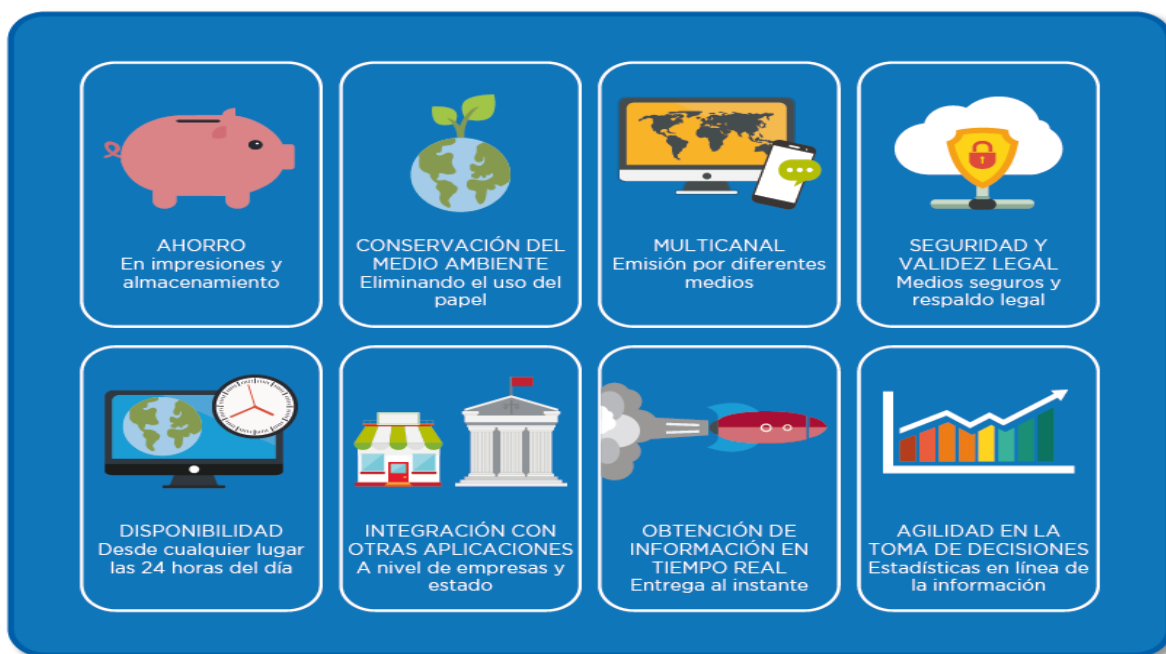 AHORRO
En impresiones y
almacenamiento
CONSERVACIÓN DEL
MEDIO AMBIENTE
Eliminando el uso del
papel
MULTICANAL
Emisión por diferentes
medios
SEGURIDAD Y
VALIDEZ LEGAL
Medios seguros y
respaldo legal
DISPONIBILIDAD
Desde cualquier lugar
las 24 horas del día
INTEGRACIÓN CON
OTRAS APLICACIONES
A nivel de empresas y
estado
OBTENCIÓN DE
INFORMACIÓN EN
TIEMPO REAL
Entrega al instante
AGILIDAD EN LA
TOMA DE DECISIONES
Estadísticas en línea de
la información